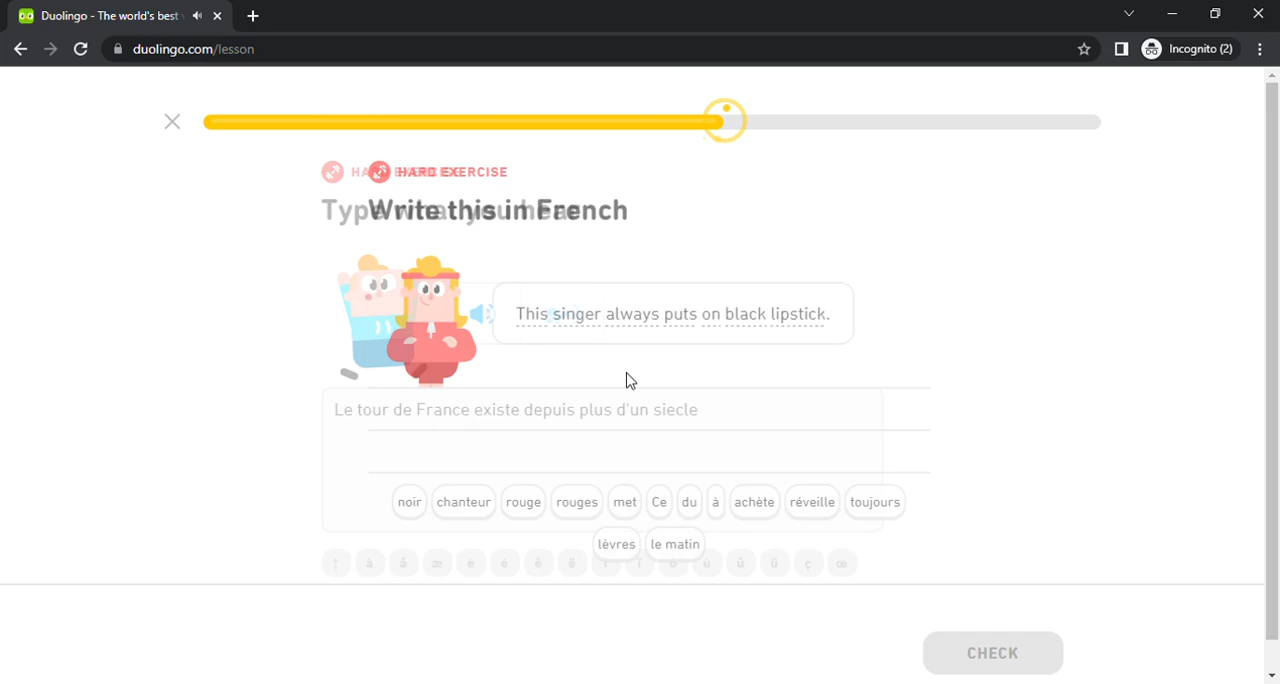 Duolingo - The world's best
duolingo.com/lesson
Incognito (2)
HARD EXERCISE
Write this in French
This singer always puts on black lipstick.
Le tour de France existe depuis plus d'un siecle
noir chanteur rouge rouges met Ce du à achète réveille toujours
lèvres le matin
CHECK